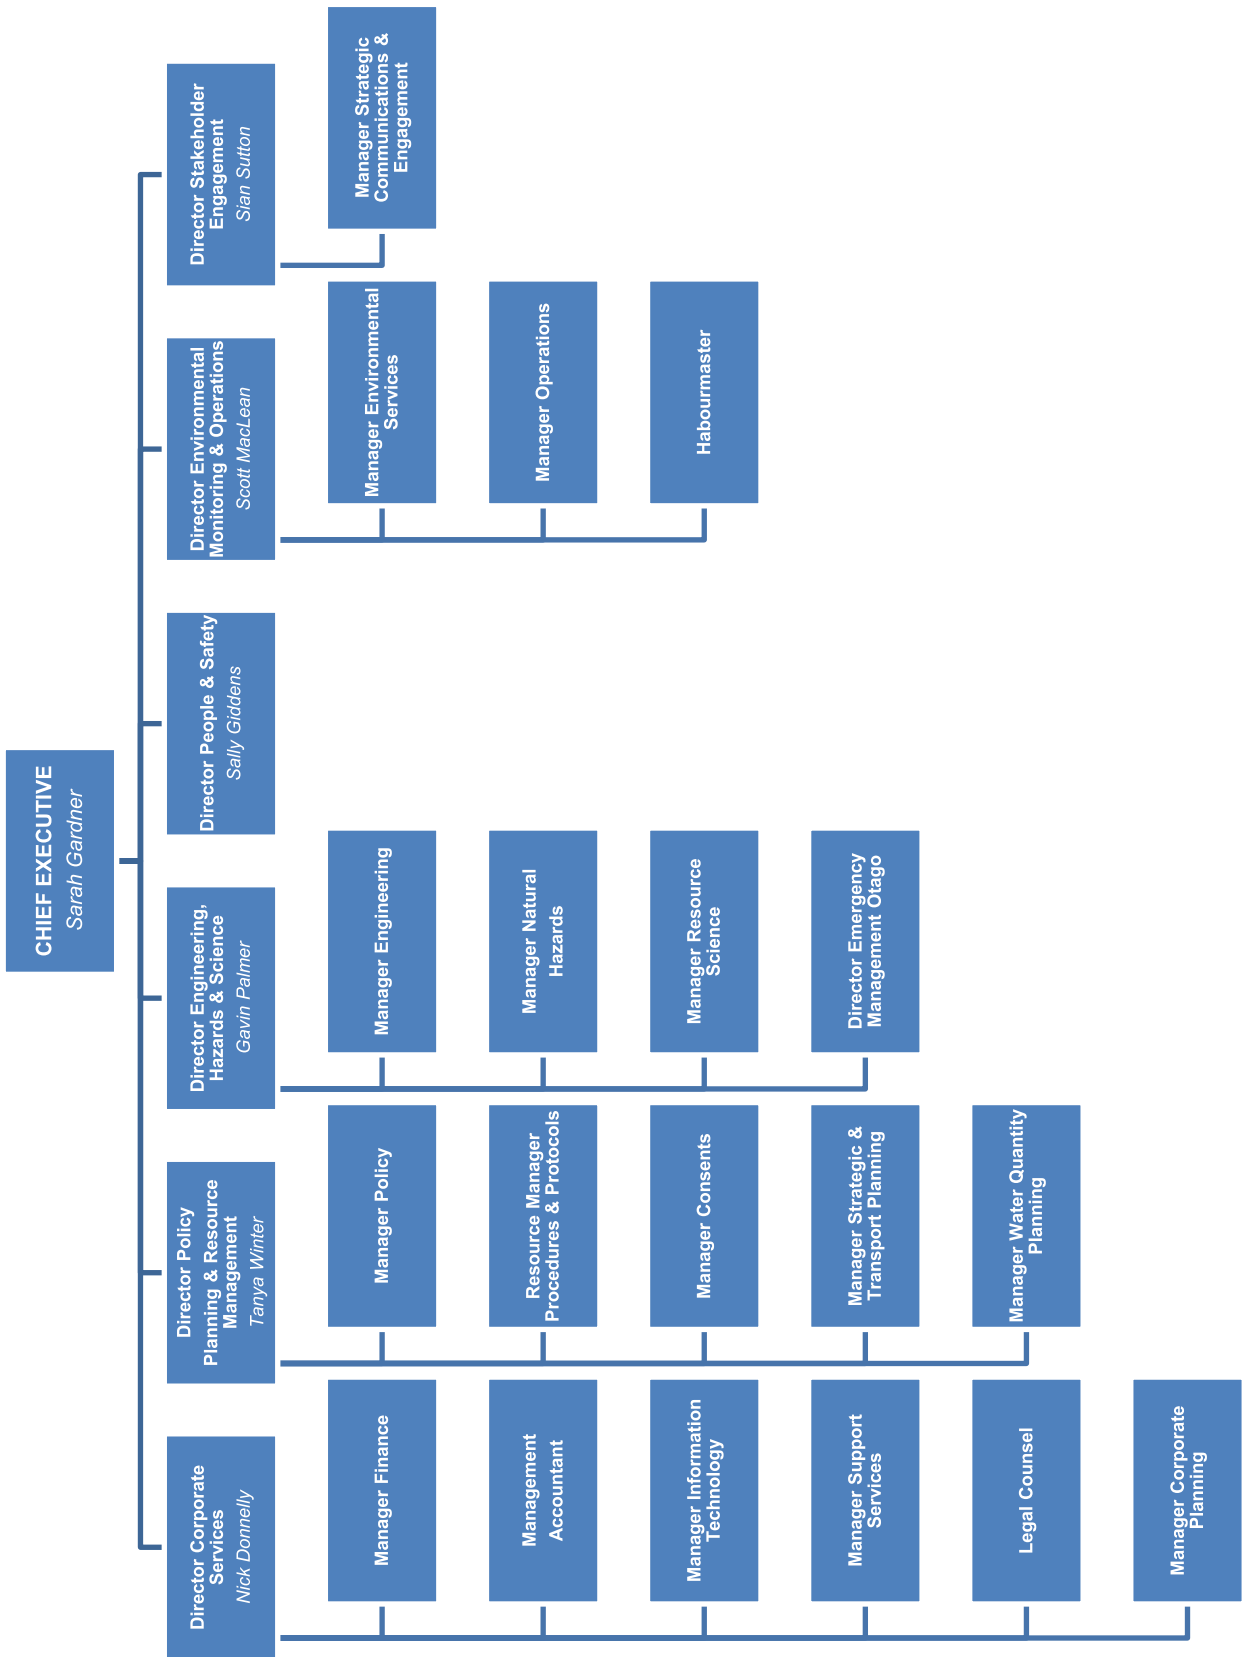 CHIEF EXECUTIVE
Sarah Gardner
Director Corporate
Services
Nick Donnelly
Manager Finance
Management
Accountant
Manager Information
Technology
Manager Support
Services
Legal Counsel
Manager Corporate
Planning
Director Policy
Planning & Resource
Management
Tanya Winter
Manager Policy
Resource Manager
Procedures & Protocols
Manager Consents
Manager Strategic &
Transport Planning
Manager Water Quantity
Planning
Director Engineering,
Hazards & Science
Gavin Palmer
Manager Engineering
Manager Natural
Hazards
Manager Resource
Science
Director Emergency
Management Otago
Director People & Safety
Sally Giddens
Director Environmental
Monitoring & Operations
Scott MacLean
Manager Environmental
Services
Manager Operations
Habourmaster
Director Stakeholder
Engagement
Sian Sutton
Manager Strategic
Communications &
Engagement